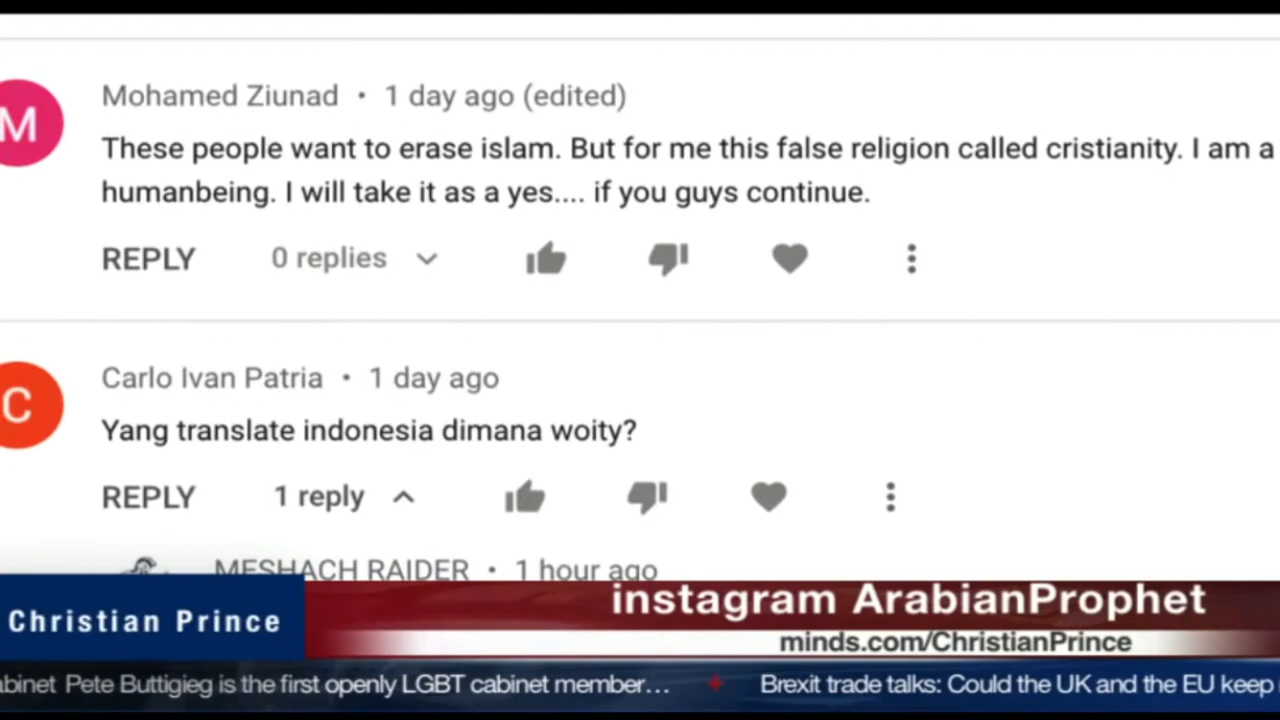 M
Mohamed Ziunad • 1 day ago (edited)
These people want to erase islam. But for me this false religion called cristianity. I am a
humanbeing. I will take it as a yes.... if you guys continue.
REPLY 0 replies
C
Carlo Ivan Patria • 1 day ago
Yang translate indonesia dimana woity?
REPLY 1 reply
MESHACH RAIDER • 1 hour ago
Christian Prince
instagram ArabianProphet
minds.com/ChristianPrince
abinet Pete Buttigieg is the first openly LGBT cabinet member... Brexit trade talks: Could the UK and the EU keep